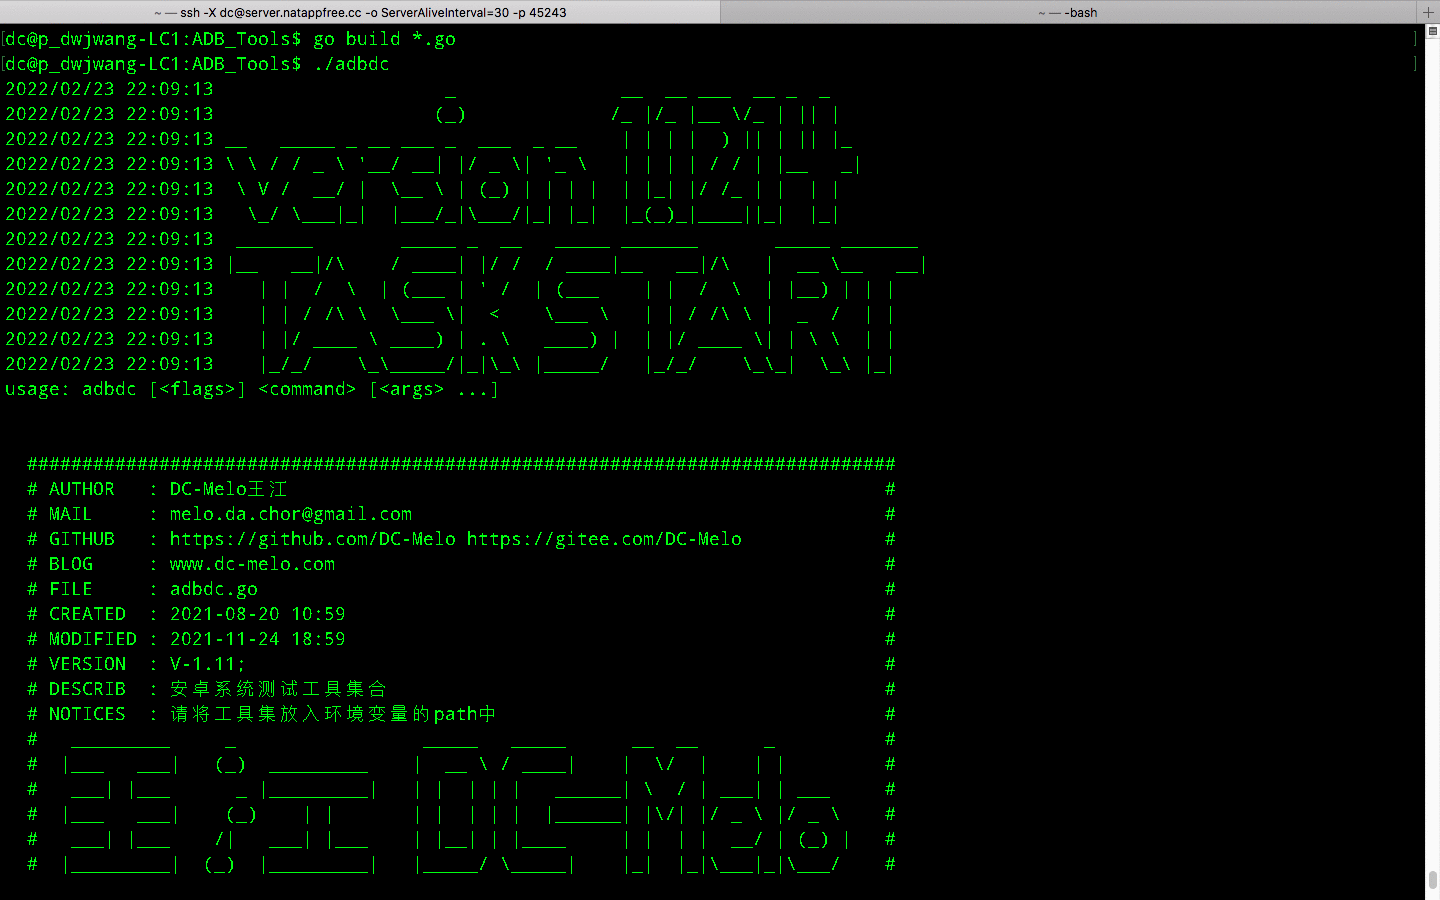 ~ — ssh -X dc@server.natappfree.cc -o ServerAliveInterval=30 -p 45243
~ — -bash
[dc@p_dwjwang-LC1:ADB_Tools$ go build *.go ]
[dc@p_dwjwang-LC1:ADB_Tools$ ./adbdc ]
2022/02/23 22:09:13
2022/02/23 22:09:13
2022/02/23 22:09:13
2022/02/23 22:09:13 version 1.12lt
2022/02/23 22:09:13
2022/02/23 22:09:13
2022/02/23 22:09:13
2022/02/23 22:09:13
2022/02/23 22:09:13 TASK START
2022/02/23 22:09:13
2022/02/23 22:09:13
2022/02/23 22:09:13
usage: adbdc [<flags>] <command> [<args> ...]
###############################################################################
# AUTHOR : DC-Melo王江 #
# MAIL : melo.da.chor@gmail.com #
# GITHUB : https://github.com/DC-Melo https://gitee.com/DC-Melo #
# BLOG : www.dc-melo.com #
# FILE : adbdc.go #
# CREATED : 2021-08-20 10:59 #
# MODIFIED : 2021-11-24 18:59 #
# VERSION : V-1.11; #
# DESCRIB : 安卓系统测试工具集合 #
# NOTICES : 请将工具集放入环境变量的path中 #
# #
# #
# 王江 DC-Melo #
# #
# #
# #